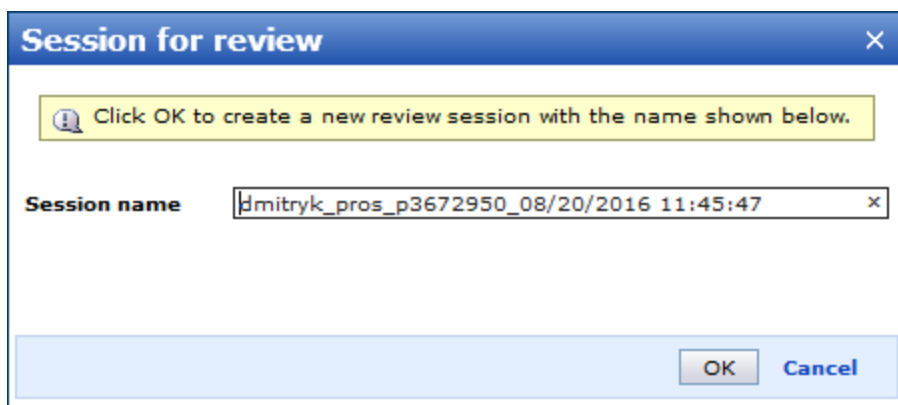 Session for review
Click OK to create a new review session with the name shown below.
Session name dmitryk_pros_p3672950_08/20/2016 11:45:47
OK Cancel